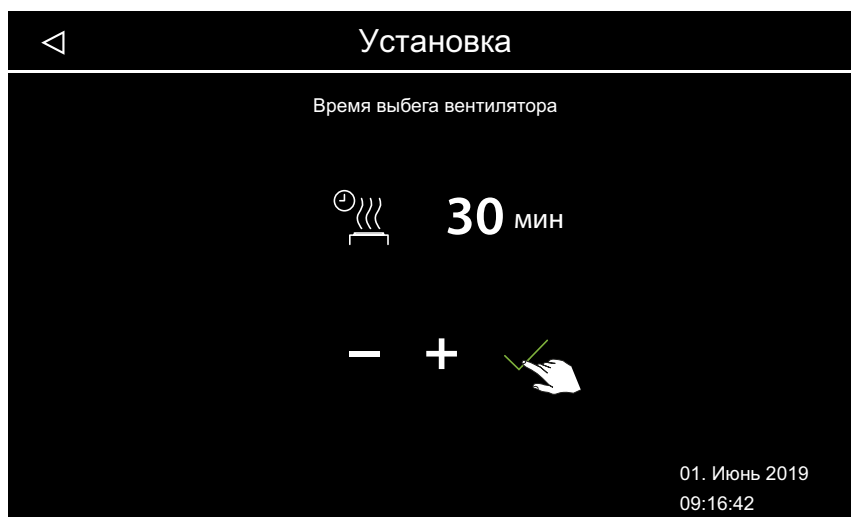 Установка
Время выбега вентилятора
30 мин
01. Июнь 2019
09:16:42